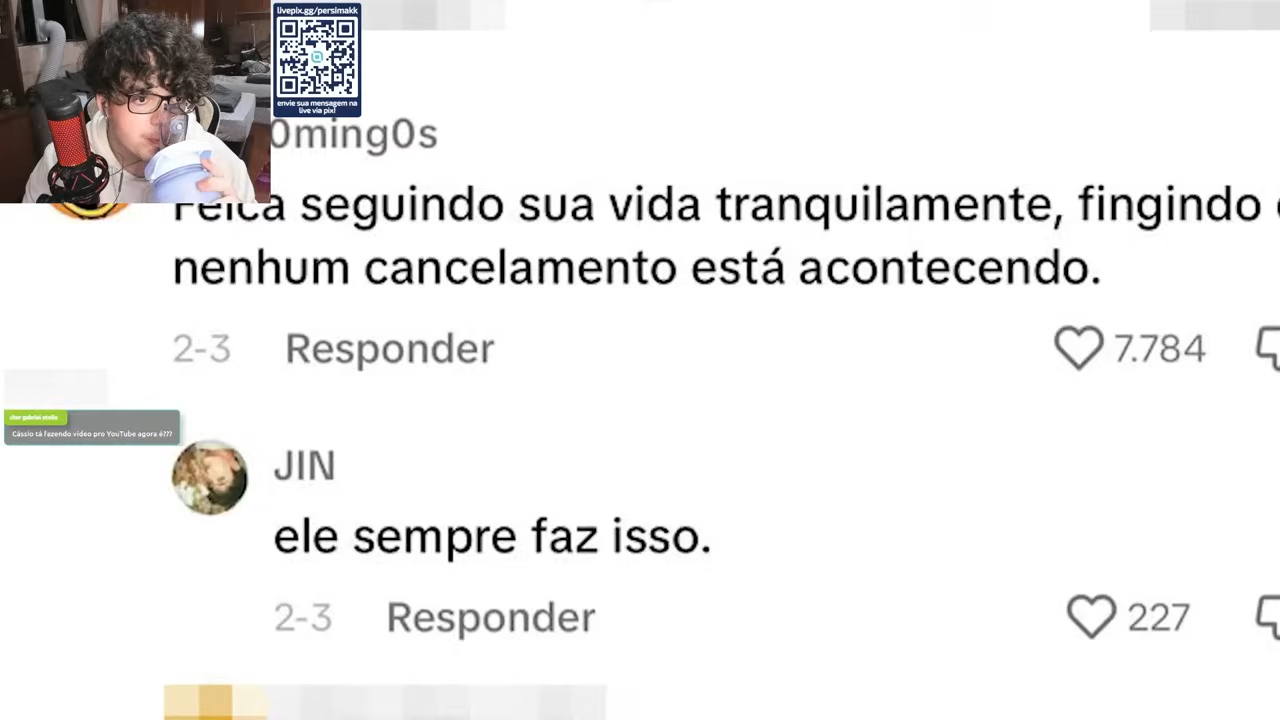 livepix.gg/persimakk
envie sua mensagem na
live via pix!
0ming0s
Felca seguindo sua vida tranquilamente, fingindo
nenhum cancelamento está acontecendo.
2-3 Responder 7.784
Cássio tá fazendo vídeo pro YouTube agora é???
JIN
ele sempre faz isso.
2-3 Responder 227